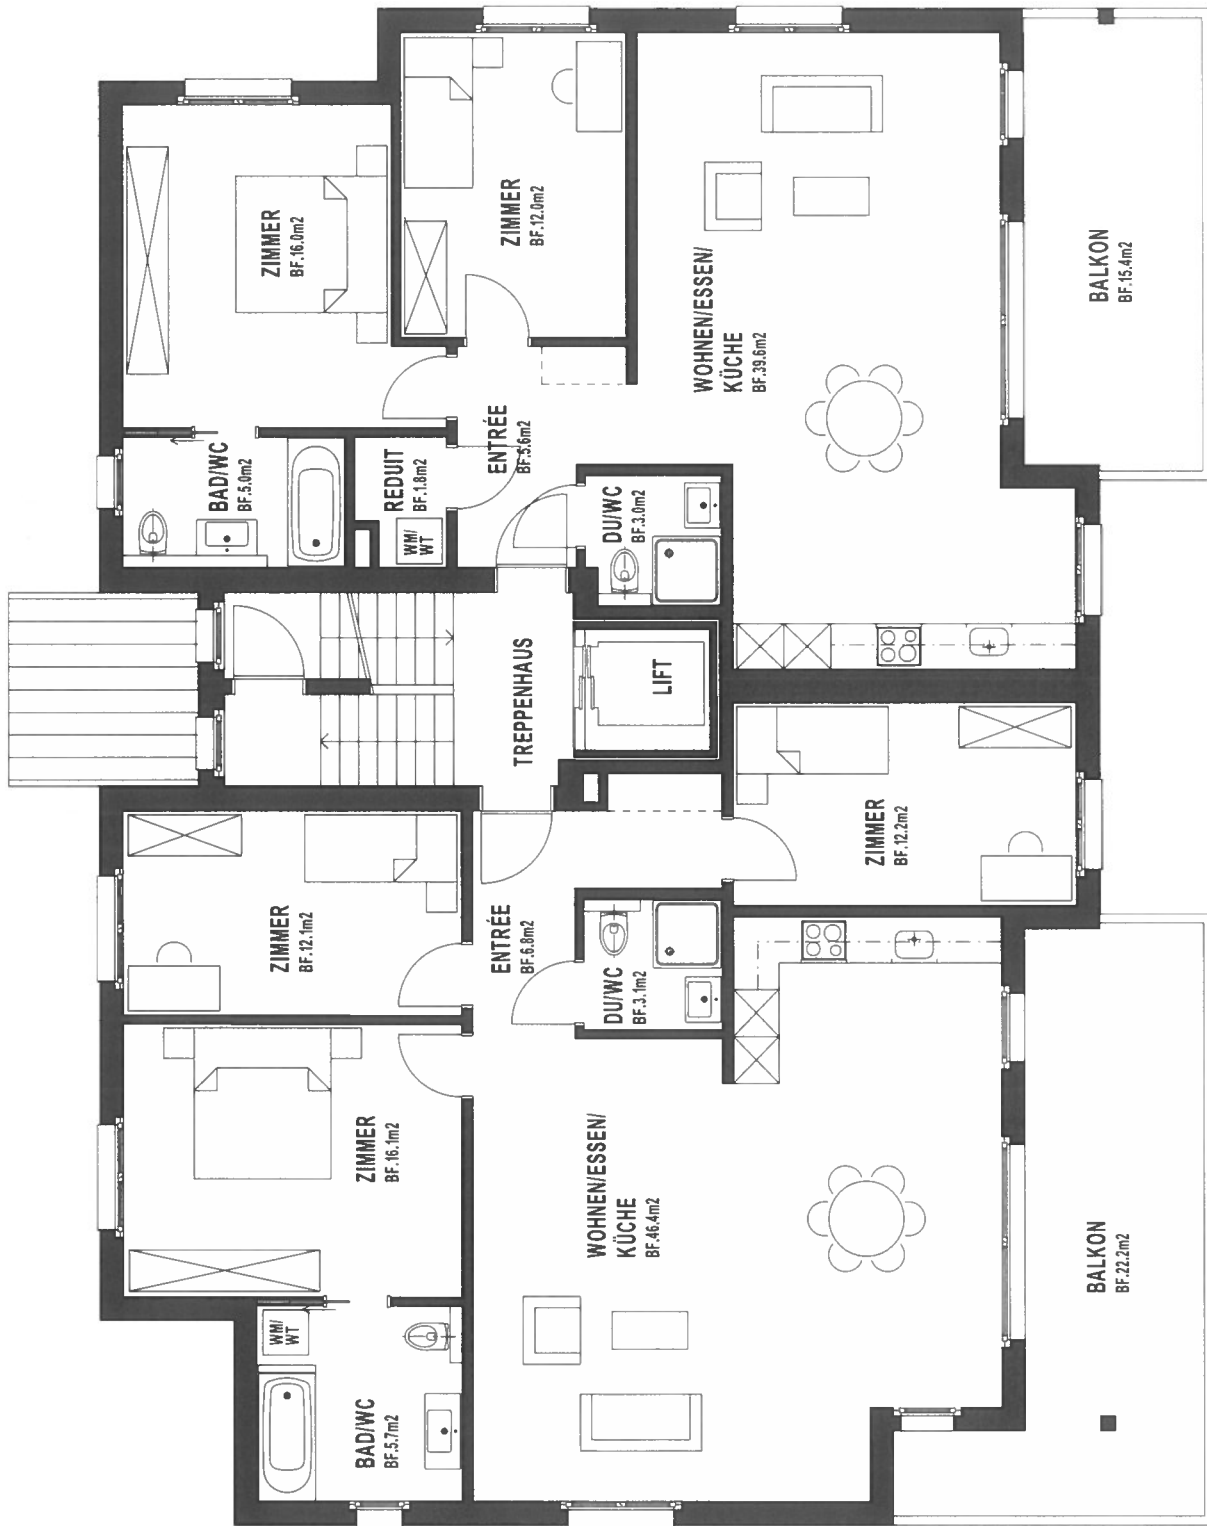 ZIMMER
BF.16.0m2
ZIMMER
BF.12.0m2
WOHNEN/ESSEN/
KÜCHE
BF.39.6m2
BALKON
BF.15.4m2
BAD/WC
BF.5.0m2
REDUIT
BF.1.8m2
WM/
WT
ENTRÉE
BF.5.6m2
DU/WC
BF.3.0m2
TREPPENHAUS
LIFT
ZIMMER
BF.12.2m2
ZIMMER
BF.12.1m2
ENTRÉE
BF.6.8m2
DU/WC
BF.3.1m2
ZIMMER
BF.16.1m2
WOHNEN/ESSEN/
KÜCHE
BF.46.4m2
BALKON
BF.22.2m2
WM/
WT
BAD/WC
BF.5.7m2